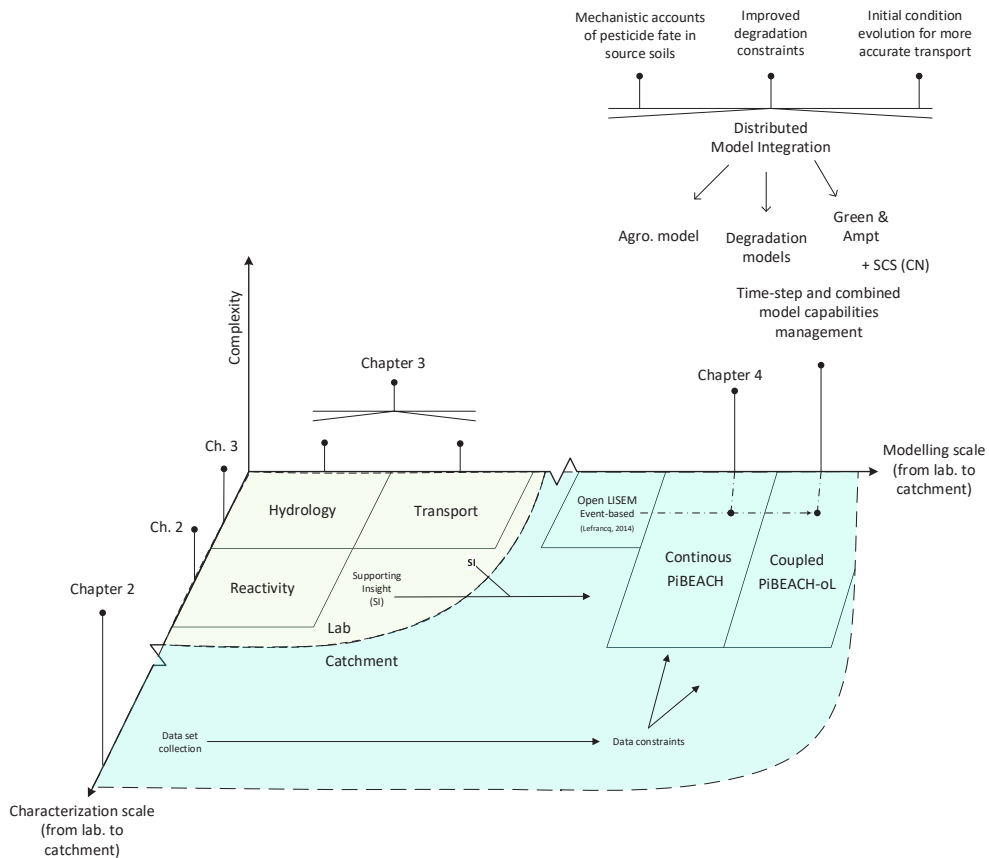 Mechanistic accounts
of pesticide fate in
source soils
Improved
degradation
constraints
Initial condition
evolution for more
accurate transport
Distributed
Model Integration
Agro. model
Degradation
models
Green &
Ampt
+ SCS (CN)
Time-step and combined
model capabilities
management
Complexity
Chapter 3
Chapter 4
Ch. 3
Modelling scale
(from lab. to
catchment)
Hydrology
Transport
Open LISEM
Event-based
(Lefrancq, 2014)
Ch. 2
Continous
PiBEACH
Coupled
PiBEACH-oL
Reactivity
Supporting
Insight
(SI)
SI
Chapter 2
Lab
Catchment
Data set
collection
Data constraints
Characterization scale
(from lab. to
catchment)